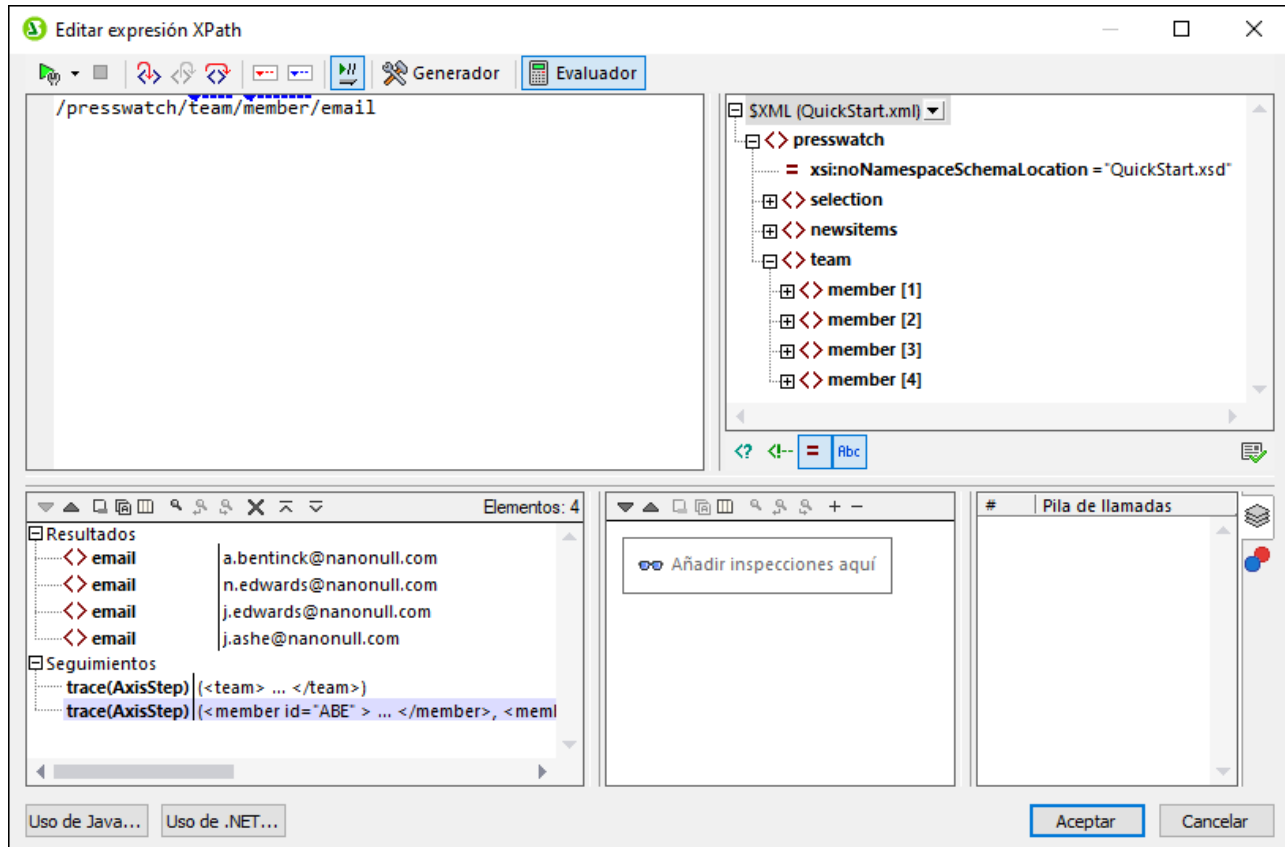 Editar expresión XPath
Generador
Evaluador
/presswatch/team/member/email
$XML (QuickStart.xml)
presswatch
= xsi:noNamespaceSchemaLocation ="QuickStart.xsd"
selection
newsitems
team
member [1]
member [2]
member [3]
member [4]
<? <!-- = Abc
Elementos: 4
Resultados
email a.bentinck@nanonull.com
email n.edwards@nanonull.com
email j.edwards@nanonull.com
email j.ashe@nanonull.com
Seguimientos
trace(AxisStep) (<team> ... </team>)
trace(AxisStep) (<member id="ABE" > ... </member>, <meml
Añadir inspecciones aquí
# Pila de llamadas
Uso de Java... Uso de .NET... Aceptar Cancelar